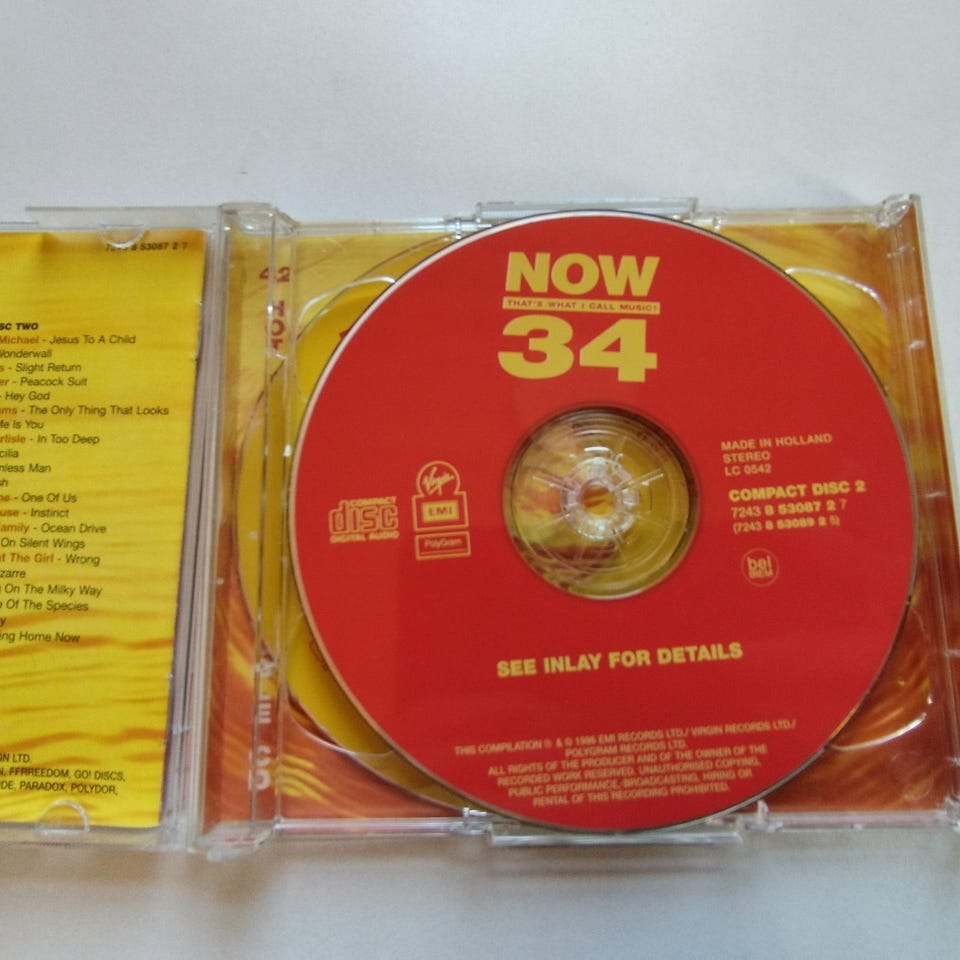 7243 8 53087 2 7
SC TWO
Michael - Jesus To A Child
Wonderwall
s - Slight Return
er - Peacock Suit
- Hey God
ams - The Only Thing That Looks
Me Is You
rlisle - In Too Deep
cilia
mless Man
sh
ne - One Of Us
use - Instinct
amily - Ocean Drive
On Silent Wings
t The Girl - Wrong
zarre
g On The Milky Way
e Of The Species
y
ing Home Now
GN LTD.
N, FFRREEDOM, GO! DISCS,
DE, PARADOX, POLYDOR,
NOW
THAT'S WHAT I CALL MUSIC!
34
COMPACT
disc
DIGITAL AUDIO
Virgin
EMI
PolyGram
MADE IN HOLLAND
STEREO
LC 0542
COMPACT DISC 2
7243 8 53087 2 7
(7243 8 53089 2 5)
bel
BIEM
SEE INLAY FOR DETAILS
THIS COMPILATION ℗ & © 1996 EMI RECORDS LTD./ VIRGIN RECORDS LTD./
POLYGRAM RECORDS LTD.
ALL RIGHTS OF THE PRODUCER AND OF THE OWNER OF THE
RECORDED WORK RESERVED. UNAUTHORISED COPYING,
PUBLIC PERFORMANCE, BROADCASTING, HIRING OR
RENTAL OF THIS RECORDING PROHIBITED.